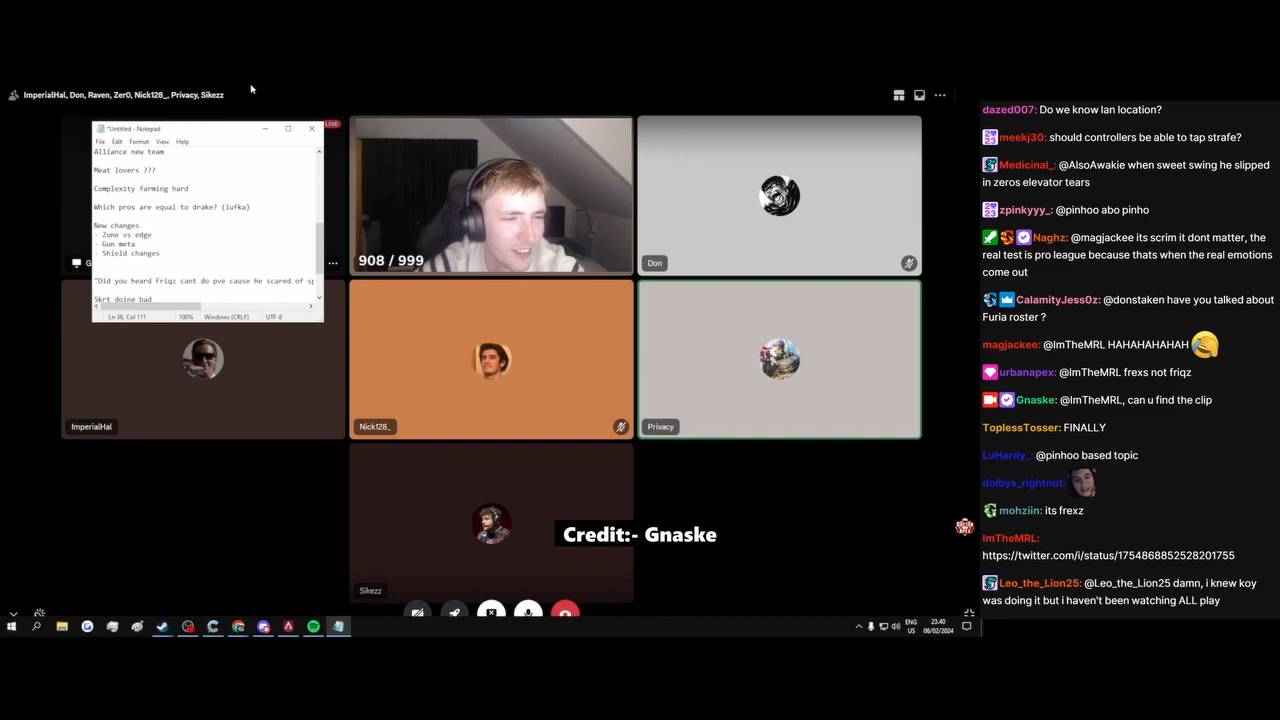 ImperialHal, Don, Raven, Zer0, Nick128_, Privacy, Sikezz
*Untitled - Notepad
LIVE
File Edit Format View Help
Alliance new team
Meat lovers ???
Complexity farming hard
Which pros are equal to drake? (lufka)
New changes
- Zone vs edge
- Gun meta
- Shield changes
"Did you heard Friqz cant do pve cause he scared of sp
Skrt doing bad
Ln 36, Col 111 100% Windows (CRLF) UTF-8
G
908 / 999
Don
ImperialHal
Nick128_
Privacy
Sikezz
Credit:- Gnaske
ENG
US
23.40
06/02/2024
dazed007: Do we know lan location?
meekj30: should controllers be able to tap strafe?
Medicinal_: @AlsoAwakie when sweet swing he slipped
in zeros elevator tears
zpinkyyy_: @pinhoo abo pinho
Naghz: @magjackee its scrim it dont matter, the
real test is pro league because thats when the real emotions
come out
CalamityJess0z: @donstaken have you talked about
Furia roster ?
magjackee: @ImTheMRL HAHAHAHAHAH
urbanapex: @ImTheMRL frexs not friqz
Gnaske: @ImTheMRL, can u find the clip
ToplessTosser: FINALLY
LuHardy_: @pinhoo based topic
dolbys_rightnut:
mohziin: its frexz
ImTheMRL:
https://twitter.com/i/status/1754868852528201755
Leo_the_Lion25: @Leo_the_Lion25 damn, i knew koy
was doing it but i haven't been watching ALL play